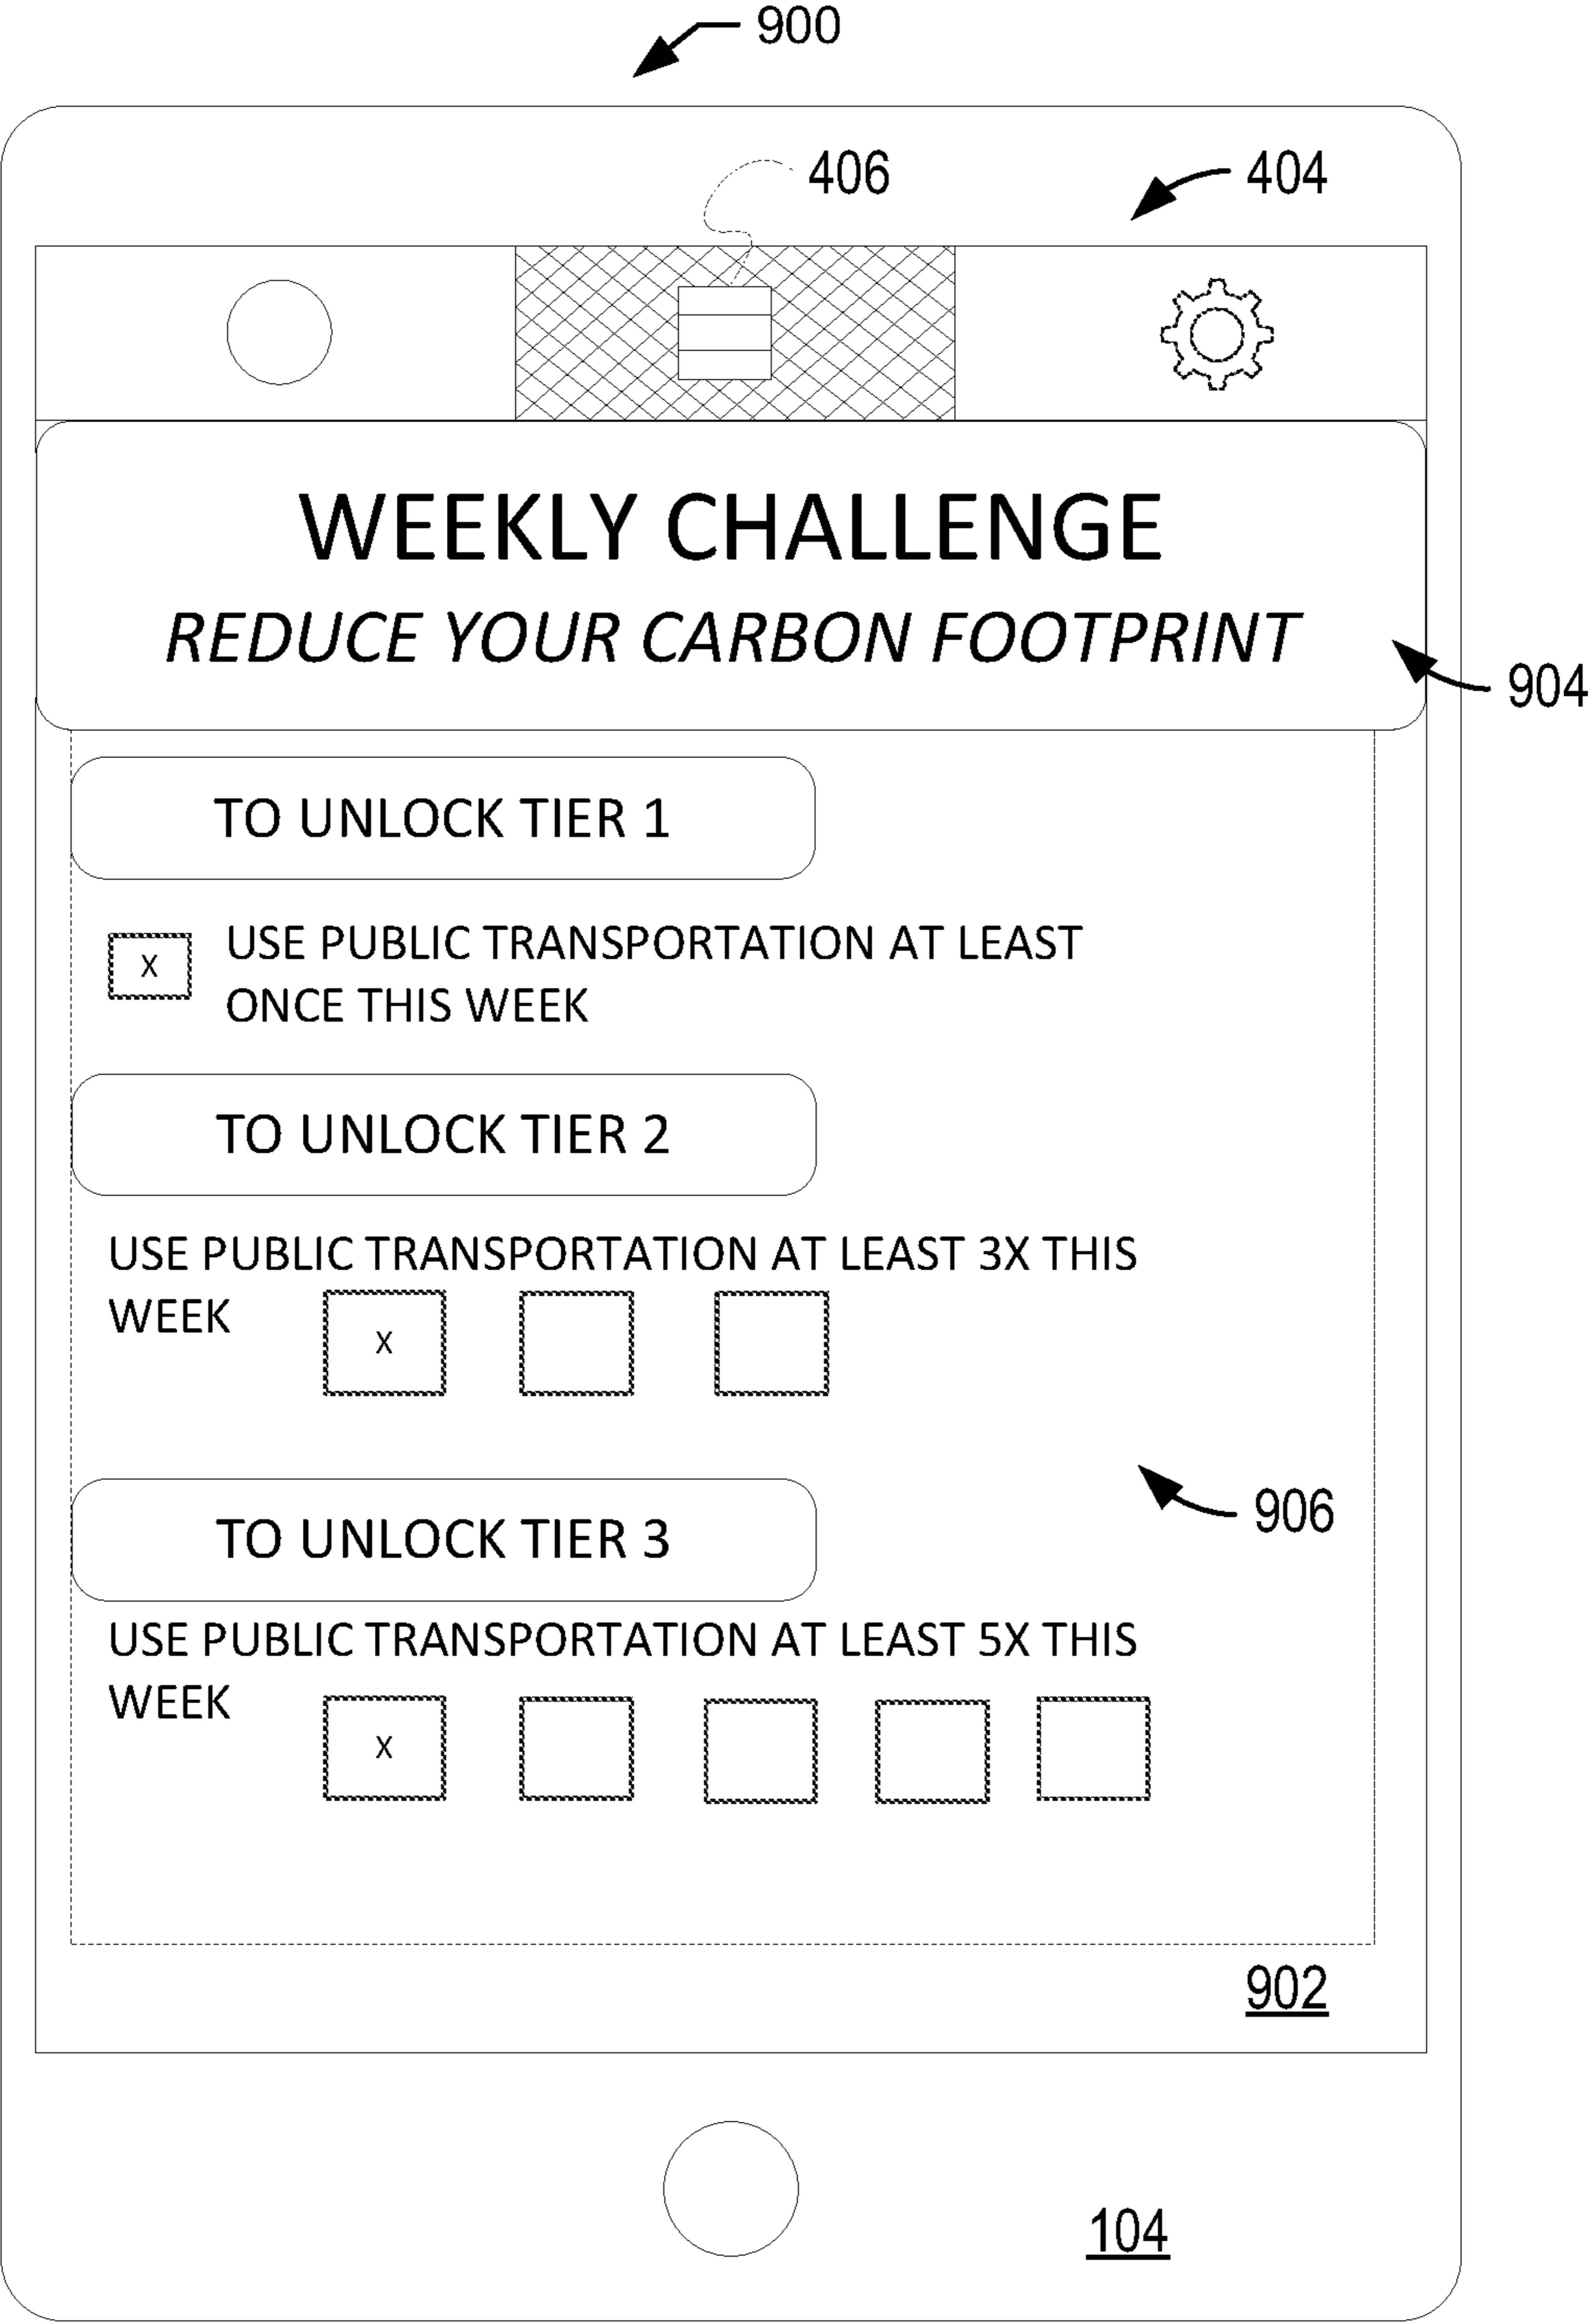 900
406
404
WEEKLY CHALLENGE
REDUCE YOUR CARBON FOOTPRINT
904
TO UNLOCK TIER 1
X
USE PUBLIC TRANSPORTATION AT LEAST
ONCE THIS WEEK
TO UNLOCK TIER 2
USE PUBLIC TRANSPORTATION AT LEAST 3X THIS
WEEK
X
906
TO UNLOCK TIER 3
USE PUBLIC TRANSPORTATION AT LEAST 5X THIS
WEEK
X
902
104